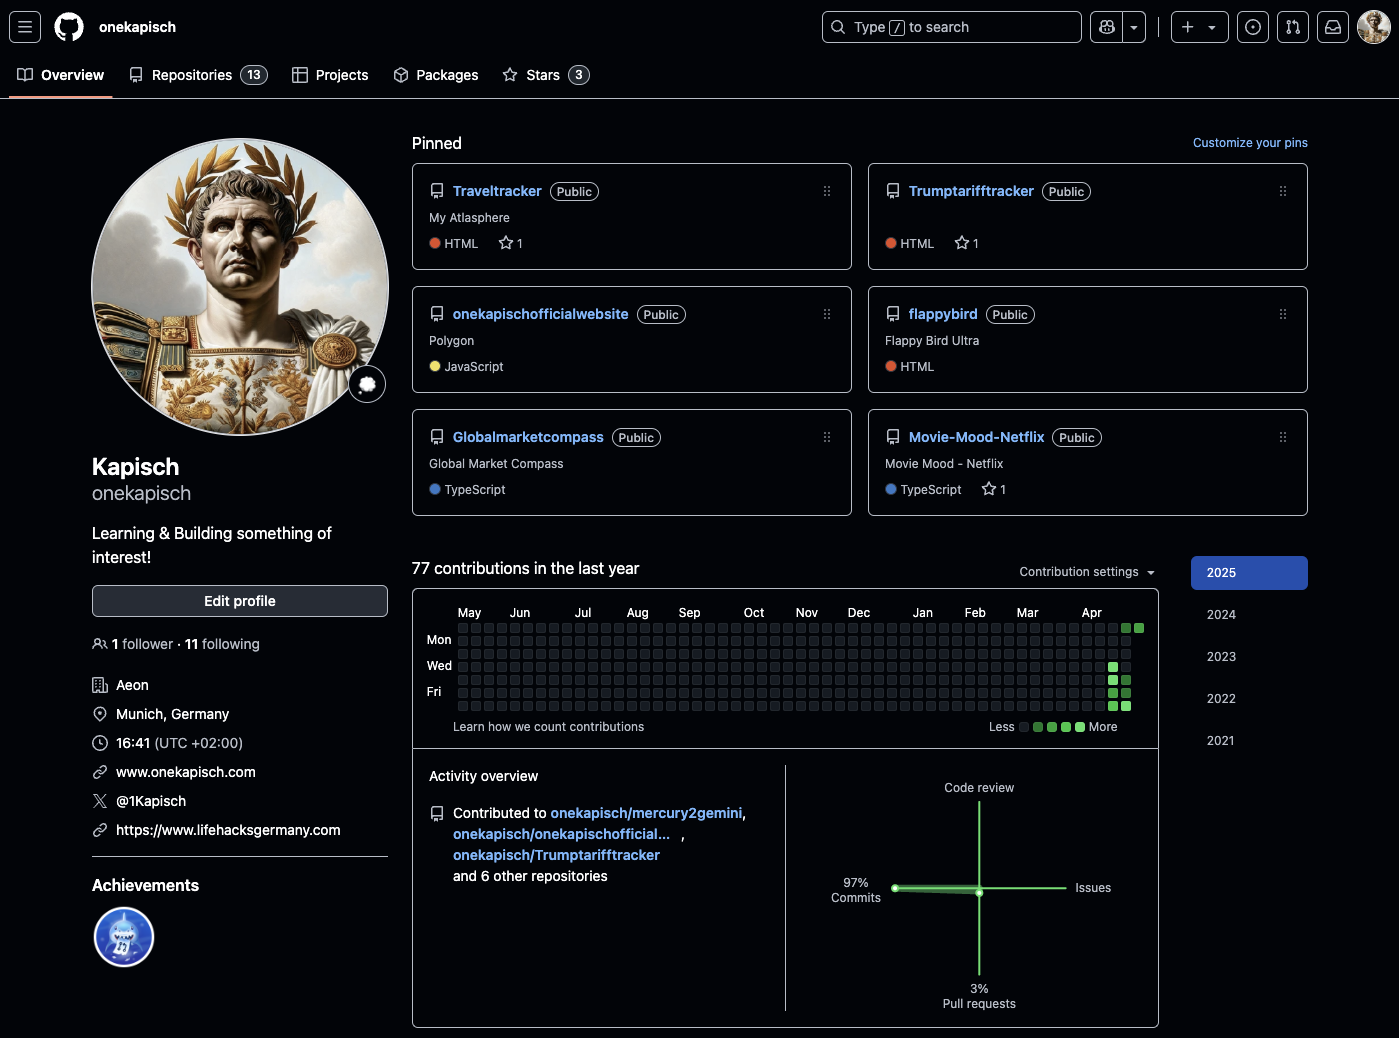 onekapisch
Type / to search
Overview
Repositories 13
Projects
Packages
Stars 3
Kapisch
onekapisch
Learning & Building something of
interest!
Edit profile
1 follower · 11 following
Aeon
Munich, Germany
16:41 (UTC +02:00)
www.onekapisch.com
@1Kapisch
https://www.lifehacksgermany.com
Achievements
Pinned
Customize your pins
Traveltracker Public
My Atlasphere
HTML 1
Trumptarifftracker Public
HTML 1
onekapischofficialwebsite Public
Polygon
JavaScript
flappybird Public
Flappy Bird Ultra
HTML
Globalmarketcompass Public
Global Market Compass
TypeScript
Movie-Mood-Netflix Public
Movie Mood - Netflix
TypeScript 1
77 contributions in the last year
Contribution settings
May Jun Jul Aug Sep Oct Nov Dec Jan Feb Mar Apr
Mon
Wed
Fri
Learn how we count contributions
Less More
2025
2024
2023
2022
2021
Activity overview
Contributed to onekapisch/mercury2gemini,
onekapisch/onekapischofficial... ,
onekapisch/Trumptarifftracker
and 6 other repositories
Code review
97%
Commits
Issues
3%
Pull requests